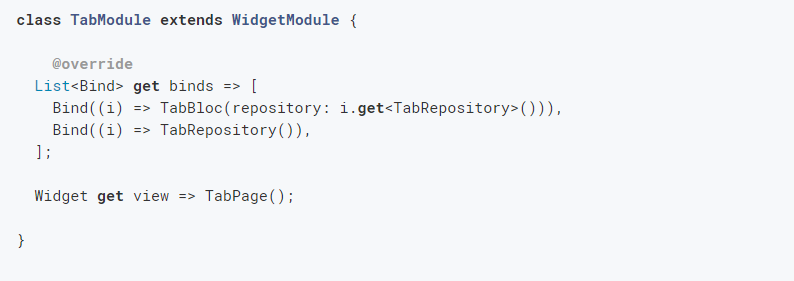 class TabModule extends WidgetModule {
    @override
  List<Bind> get binds => [
    Bind((i) => TabBloc(repository: i.get<TabRepository>())),
    Bind((i) => TabRepository()),
  ];
  Widget get view => TabPage();
}